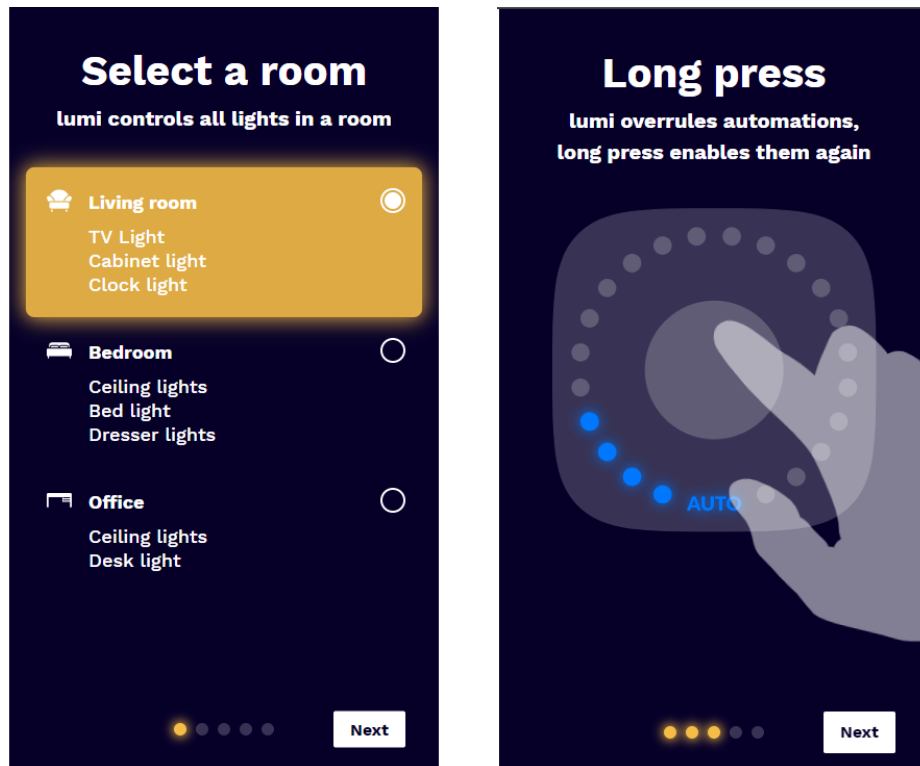 Select a room
lumi controls all lights in a room
Living room
TV Light
Cabinet light
Clock light
Bedroom
Ceiling lights
Bed light
Dresser lights
Office
Ceiling lights
Desk light
Next
Long press
lumi overrules automations,
long press enables them again
AUTO
Next